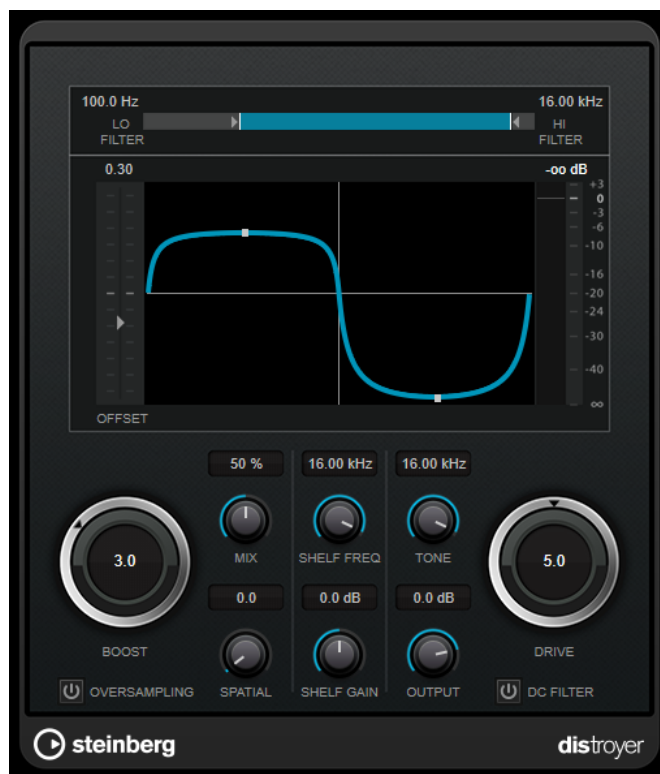 100.0 Hz
16.00 kHz
LO
FILTER
HI
FILTER
0.30
-oo dB
+3
0
-3
-6
-10
-16
-20
-24
-30
-40
∞
OFFSET
50 %
16.00 kHz
16.00 kHz
MIX
SHELF FREQ
TONE
3.0
5.0
0.0
0.0 dB
0.0 dB
BOOST
DRIVE
OVERSAMPLING
SPATIAL
SHELF GAIN
OUTPUT
DC FILTER
steinberg
distroyer